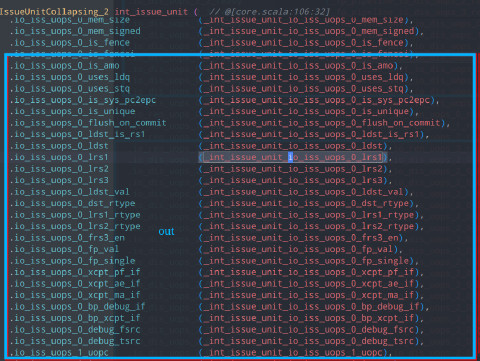 IssueUnitCollapsing_2 int_issue_unit (  // @[core.scala:106:32]
.io_iss_uops_0_mem_size (_int_issue_unit_io_iss_uops_0_mem_size),
.io_iss_uops_0_mem_signed (_int_issue_unit_io_iss_uops_0_mem_signed),
.io_iss_uops_0_is_fence (_int_issue_unit_io_iss_uops_0_is_fence),
.io_iss_uops_0_is_fencei (_int_issue_unit_io_iss_uops_0_is_fencei),
.io_iss_uops_0_is_amo (_int_issue_unit_io_iss_uops_0_is_amo),
.io_iss_uops_0_uses_ldq (_int_issue_unit_io_iss_uops_0_uses_ldq),
.io_iss_uops_0_uses_stq (_int_issue_unit_io_iss_uops_0_uses_stq),
.io_iss_uops_0_is_sys_pc2epc (_int_issue_unit_io_iss_uops_0_is_sys_pc2epc),
.io_iss_uops_0_is_unique (_int_issue_unit_io_iss_uops_0_is_unique),
.io_iss_uops_0_flush_on_commit (_int_issue_unit_io_iss_uops_0_flush_on_commit),
.io_iss_uops_0_ldst_is_rs1 (_int_issue_unit_io_iss_uops_0_ldst_is_rs1),
.io_iss_uops_0_ldst (_int_issue_unit_io_iss_uops_0_ldst),
.io_iss_uops_0_lrs1 (_int_issue_unit_io_iss_uops_0_lrs1),
.io_iss_uops_0_lrs2 (_int_issue_unit_io_iss_uops_0_lrs2),
.io_iss_uops_0_lrs3 (_int_issue_unit_io_iss_uops_0_lrs3),
.io_iss_uops_0_ldst_val (_int_issue_unit_io_iss_uops_0_ldst_val),
.io_iss_uops_0_dst_rtype (_int_issue_unit_io_iss_uops_0_dst_rtype),
.io_iss_uops_0_lrs1_rtype (_int_issue_unit_io_iss_uops_0_lrs1_rtype),
.io_iss_uops_0_lrs2_rtype (_int_issue_unit_io_iss_uops_0_lrs2_rtype),
.io_iss_uops_0_frs3_en out (_int_issue_unit_io_iss_uops_0_frs3_en),
.io_iss_uops_0_fp_val (_int_issue_unit_io_iss_uops_0_fp_val),
.io_iss_uops_0_fp_single (_int_issue_unit_io_iss_uops_0_fp_single),
.io_iss_uops_0_xcpt_pf_if (_int_issue_unit_io_iss_uops_0_xcpt_pf_if),
.io_iss_uops_0_xcpt_ae_if (_int_issue_unit_io_iss_uops_0_xcpt_ae_if),
.io_iss_uops_0_xcpt_ma_if (_int_issue_unit_io_iss_uops_0_xcpt_ma_if),
.io_iss_uops_0_bp_debug_if (_int_issue_unit_io_iss_uops_0_bp_debug_if),
.io_iss_uops_0_bp_xcpt_if (_int_issue_unit_io_iss_uops_0_bp_xcpt_if),
.io_iss_uops_0_debug_fsrc (_int_issue_unit_io_iss_uops_0_debug_fsrc),
.io_iss_uops_0_debug_tsrc (_int_issue_unit_io_iss_uops_0_debug_tsrc),
.io_iss_uops_1_uopc (_int_issue_unit_io_iss_uops_1_uopc),